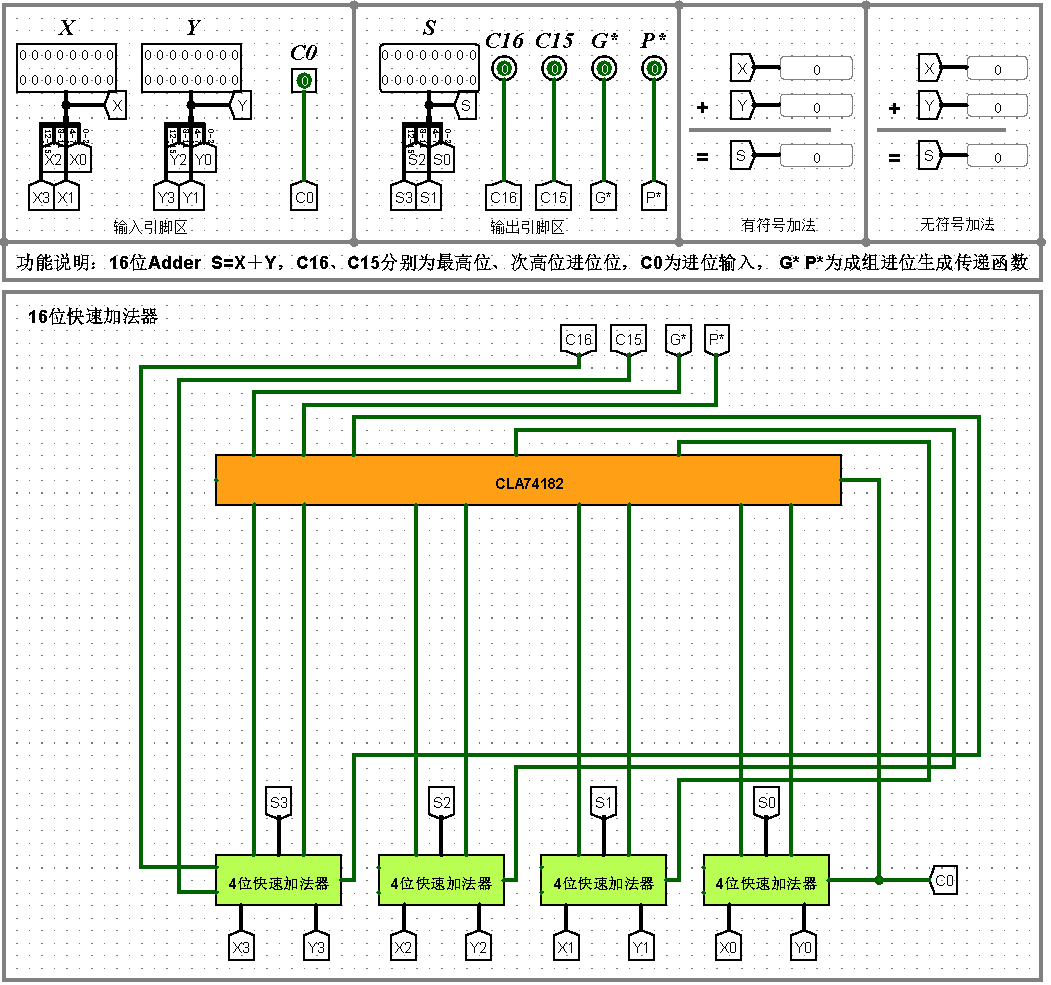 X Y C0 S C16 C15 G* P*
0 0 0 0 0 0 0 0 0 0 0 0 0 0 0 0 0 0 0 0 0 0 0 0
0 0 0 0 0 0 0 0 0 0 0 0 0 0 0 0 0 0 0 0 0 0 0 0
0 0 0 0 0
X 0 X 0
X Y S
+ Y 0 + Y 0
X2 X0 Y2 Y0 S2 S0
= S 0 = S 0
X3 X1 Y3 Y1 C0 S3 S1 C16 C15 G* P*
输入引脚区 输出引脚区 有符号加法 无符号加法
功能说明：16位Adder S=X＋Y，C16、C15分别为最高位、次高位进位位，C0为进位输入， G* P*为成组进位生成传递函数
16位快速加法器
C16 C15 G* P*
CLA74182
S3 S2 S1 S0
4位快速加法器 4位快速加法器 4位快速加法器 4位快速加法器 C0
X3 Y3 X2 Y2 X1 Y1 X0 Y0